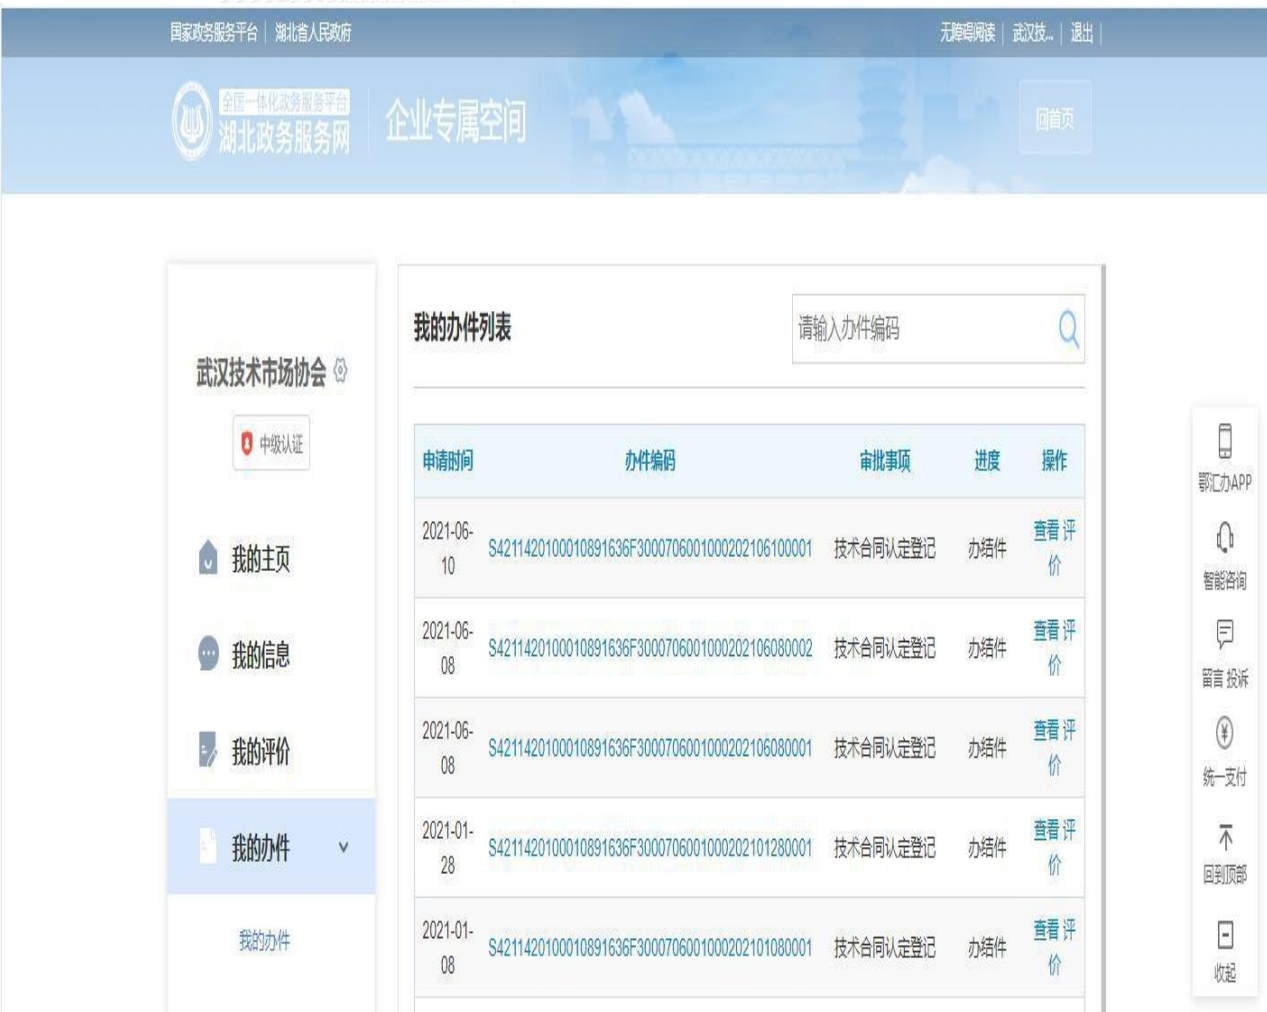 国家政务服务平台 | 湖北省人民政府
无障碍阅读 | 武汉技... | 退出 |
全国一体化政务服务平台
湖北政务服务网
企业专属空间
回首页
武汉技术市场协会
中级认证
我的主页
我的信息
我的评价
我的办件
我的办件
我的办件列表
请输入办件编码
申请时间 办件编码 审批事项 进度 操作
2021-06-
10
S4211420100010891636F3000706001000202106100001 技术合同认定登记 办结件
查看 评
价
2021-06-
08
S4211420100010891636F3000706001000202106080002 技术合同认定登记 办结件
查看 评
价
2021-06-
08
S4211420100010891636F3000706001000202106080001 技术合同认定登记 办结件
查看 评
价
2021-01-
28
S4211420100010891636F3000706001000202101280001 技术合同认定登记 办结件
查看 评
价
2021-01-
08
S4211420100010891636F3000706001000202101080001 技术合同认定登记 办结件
查看 评
价
鄂汇办APP
智能咨询
留言 投诉
统一支付
回到顶部
收起